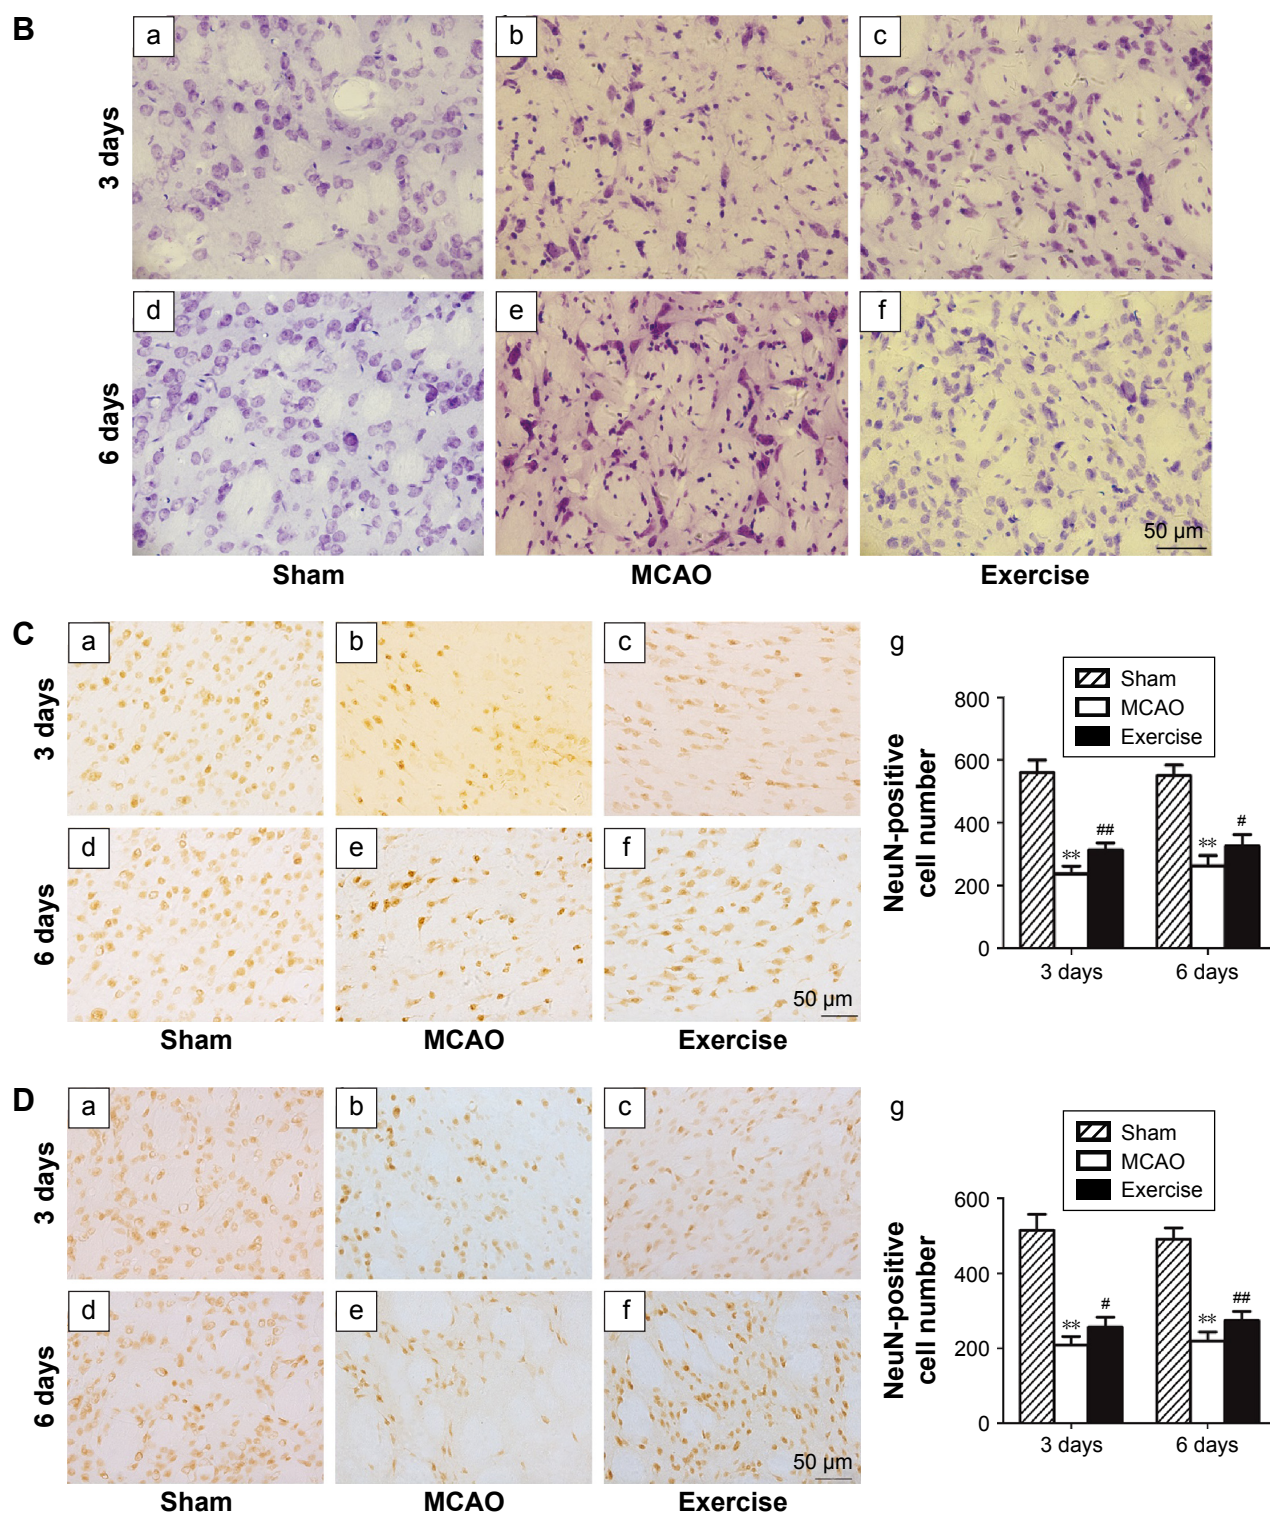 B
a
b
c
3 days
d
e
f
6 days
50 μm
Sham
MCAO
Exercise
C
a
b
c
3 days
d
e
f
6 days
50 μm
Sham
MCAO
Exercise
g
Sham
MCAO
Exercise
NeuN-positive
cell number
800
600
400
200
0
**
##
**
#
3 days
6 days
D
a
b
c
3 days
d
e
f
6 days
50 μm
Sham
MCAO
Exercise
g
Sham
MCAO
Exercise
NeuN-positive
cell number
600
400
200
0
**
#
**
##
3 days
6 days